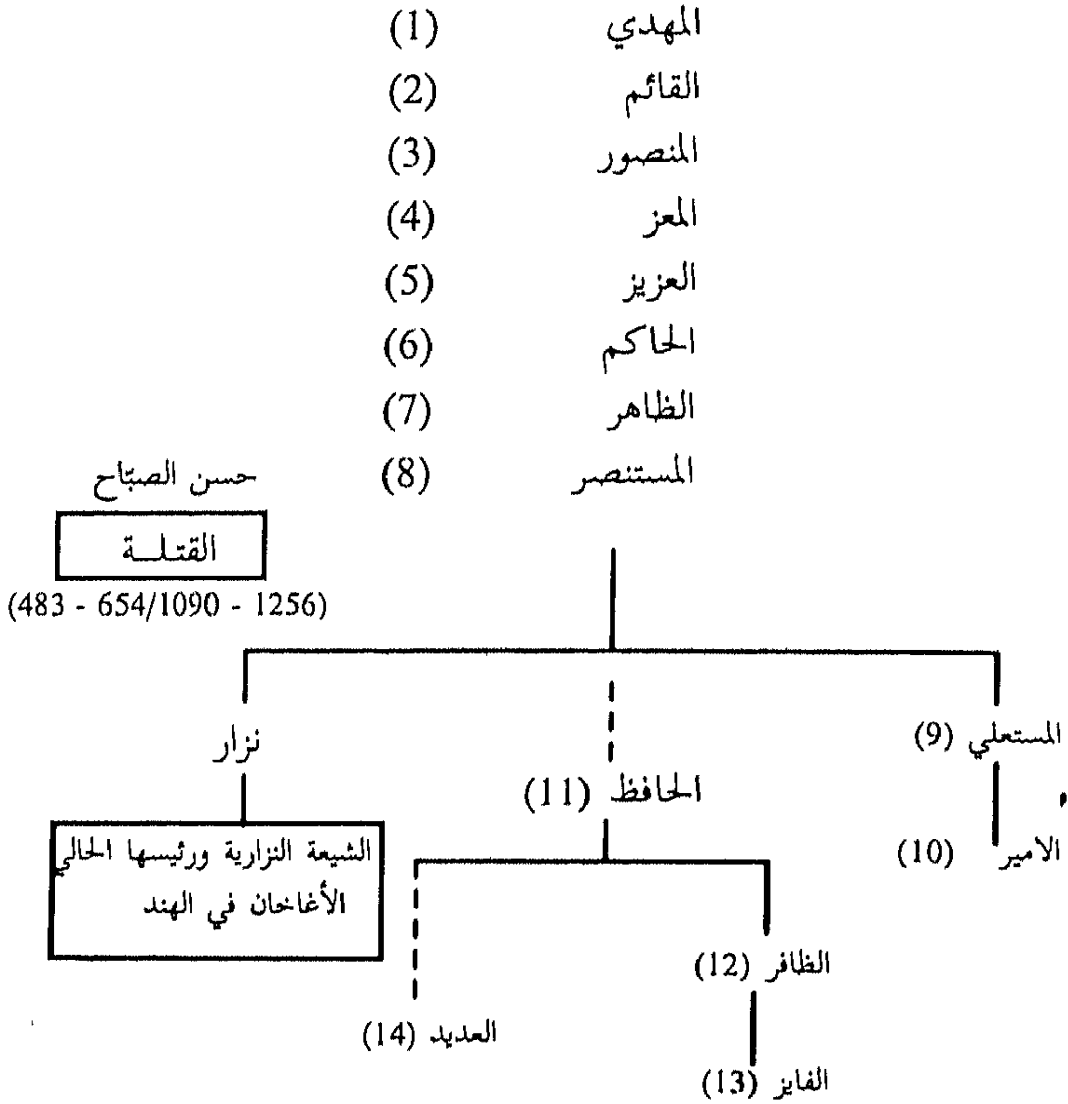 المهدي (1)
القائم (2)
المنصور (3)
المعز (4)
العزيز (5)
الحاكم (6)
الظاهر (7)
المستنصر (8)
حسن الصبّاح
القتلـــة
(483 - 654/1090 - 1256)
المستعلي (9)
نزار
الحافظ (11)
الامير (10)
الشيعة النزارية ورئيسها الحالي
الأغاخان في الهند
الظافر (12)
العديد (14)
الفايز (13)